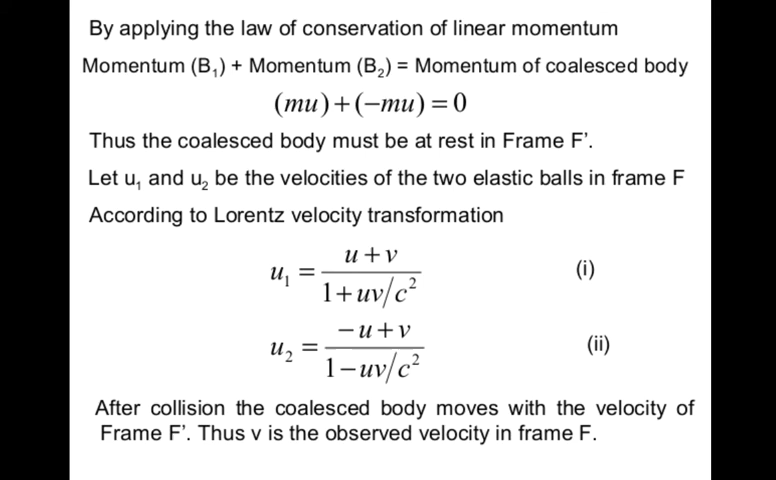 By applying the law of conservation of linear momentum
Momentum (B₁) + Momentum (B₂) = Momentum of coalesced body
(mu)+(−mu)=0
Thus the coalesced body must be at rest in Frame F’.
Let u₁ and u₂ be the velocities of the two elastic balls in frame F
According to Lorentz velocity transformation
u₁ = (u+v)/(1+uv/c²) (i)
u₂ = (−u+v)/(1−uv/c²) (ii)
After collision the coalesced body moves with the velocity of
Frame F’. Thus v is the observed velocity in frame F.